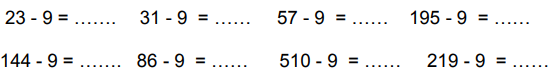 23 - 9 = ……. 31 - 9 = …… 57 - 9 = …… 195 - 9 = ……
144 - 9 = ……. 86 - 9 = …… 510 - 9 = …… 219 - 9 = ……